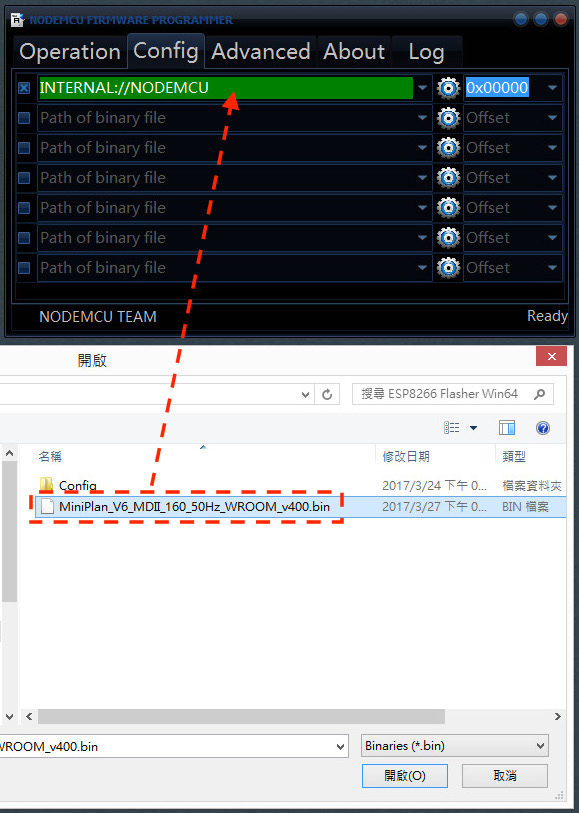 NODEMCU FIRMWARE PROGRAMMER
Operation Config Advanced About Log
INTERNAL://NODEMCU 0x00000
Path of binary file Offset
Path of binary file Offset
Path of binary file Offset
Path of binary file Offset
Path of binary file Offset
Path of binary file Offset
NODEMCU TEAM Ready
開啟
搜尋 ESP8266 Flasher Win64
名稱 修改日期 類型
Config 2017/3/24 下午 0... 檔案資料夾
MiniPlan_V6_MDII_160_50Hz_WROOM_v400.bin 2017/3/27 下午 0... BIN 檔案
WROOM_v400.bin Binaries (*.bin)
開啟(O) 取消